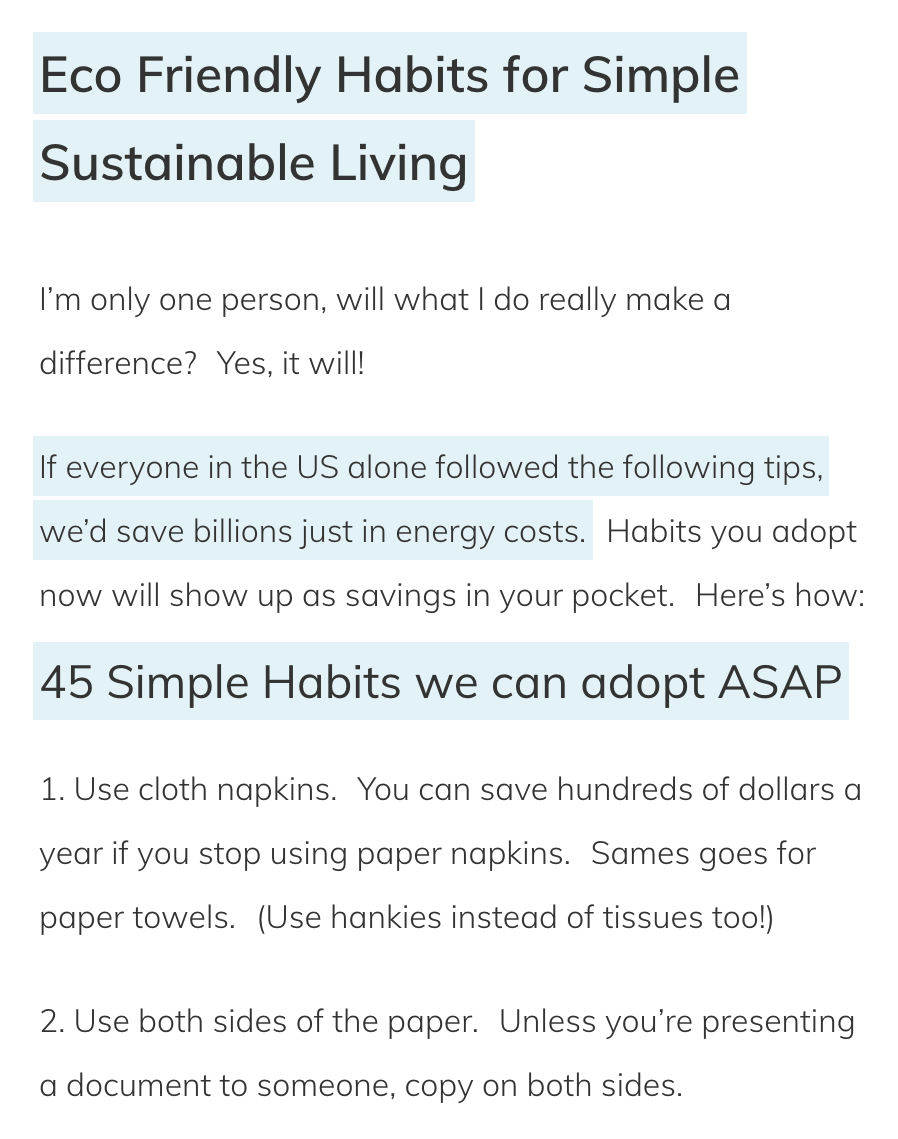 Eco Friendly Habits for Simple
Sustainable Living
I’m only one person, will what I do really make a
difference?  Yes, it will!
If everyone in the US alone followed the following tips,
we’d save billions just in energy costs.  Habits you adopt
now will show up as savings in your pocket.  Here’s how:
45 Simple Habits we can adopt ASAP
1. Use cloth napkins.  You can save hundreds of dollars a
year if you stop using paper napkins.  Sames goes for
paper towels.  (Use hankies instead of tissues too!)
2. Use both sides of the paper.  Unless you’re presenting
a document to someone, copy on both sides.